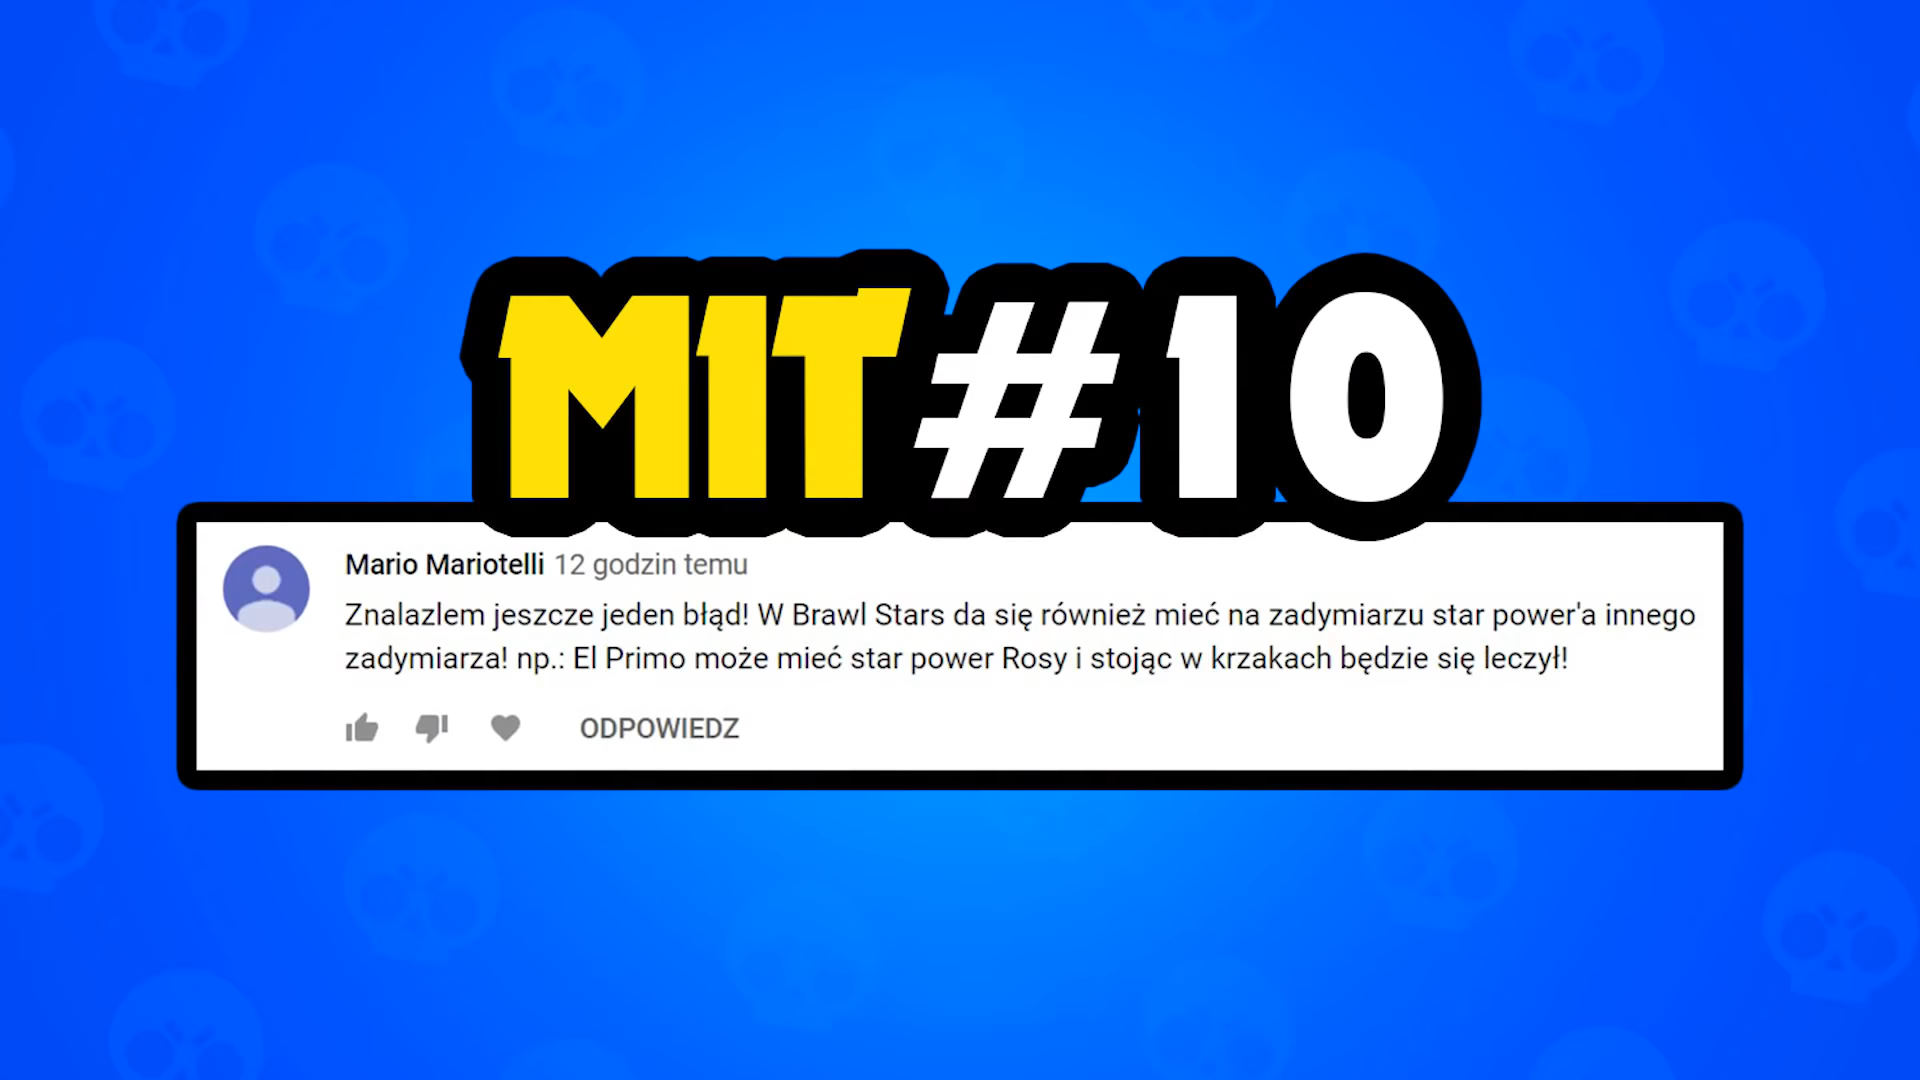 MIT#10
Mario Mariotelli 12 godzin temu
Znalazlem jeszcze jeden błąd! W Brawl Stars da się również mieć na zadymiarzu star power'a innego
zadymiarza! np.: El Primo może mieć star power Rosy i stojąc w krzakach będzie się leczył!
ODPOWIEDZ